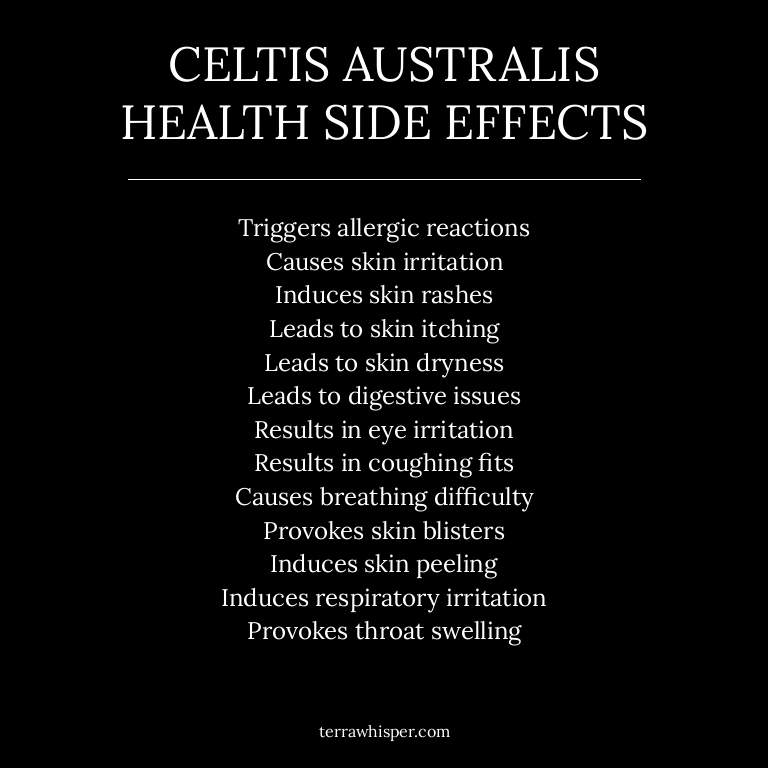 CELTIS AUSTRALIS
HEALTH SIDE EFFECTS
Triggers allergic reactions
Causes skin irritation
Induces skin rashes
Leads to skin itching
Leads to skin dryness
Leads to digestive issues
Results in eye irritation
Results in coughing fits
Causes breathing difficulty
Provokes skin blisters
Induces skin peeling
Induces respiratory irritation
Provokes throat swelling
terrawhisper.com